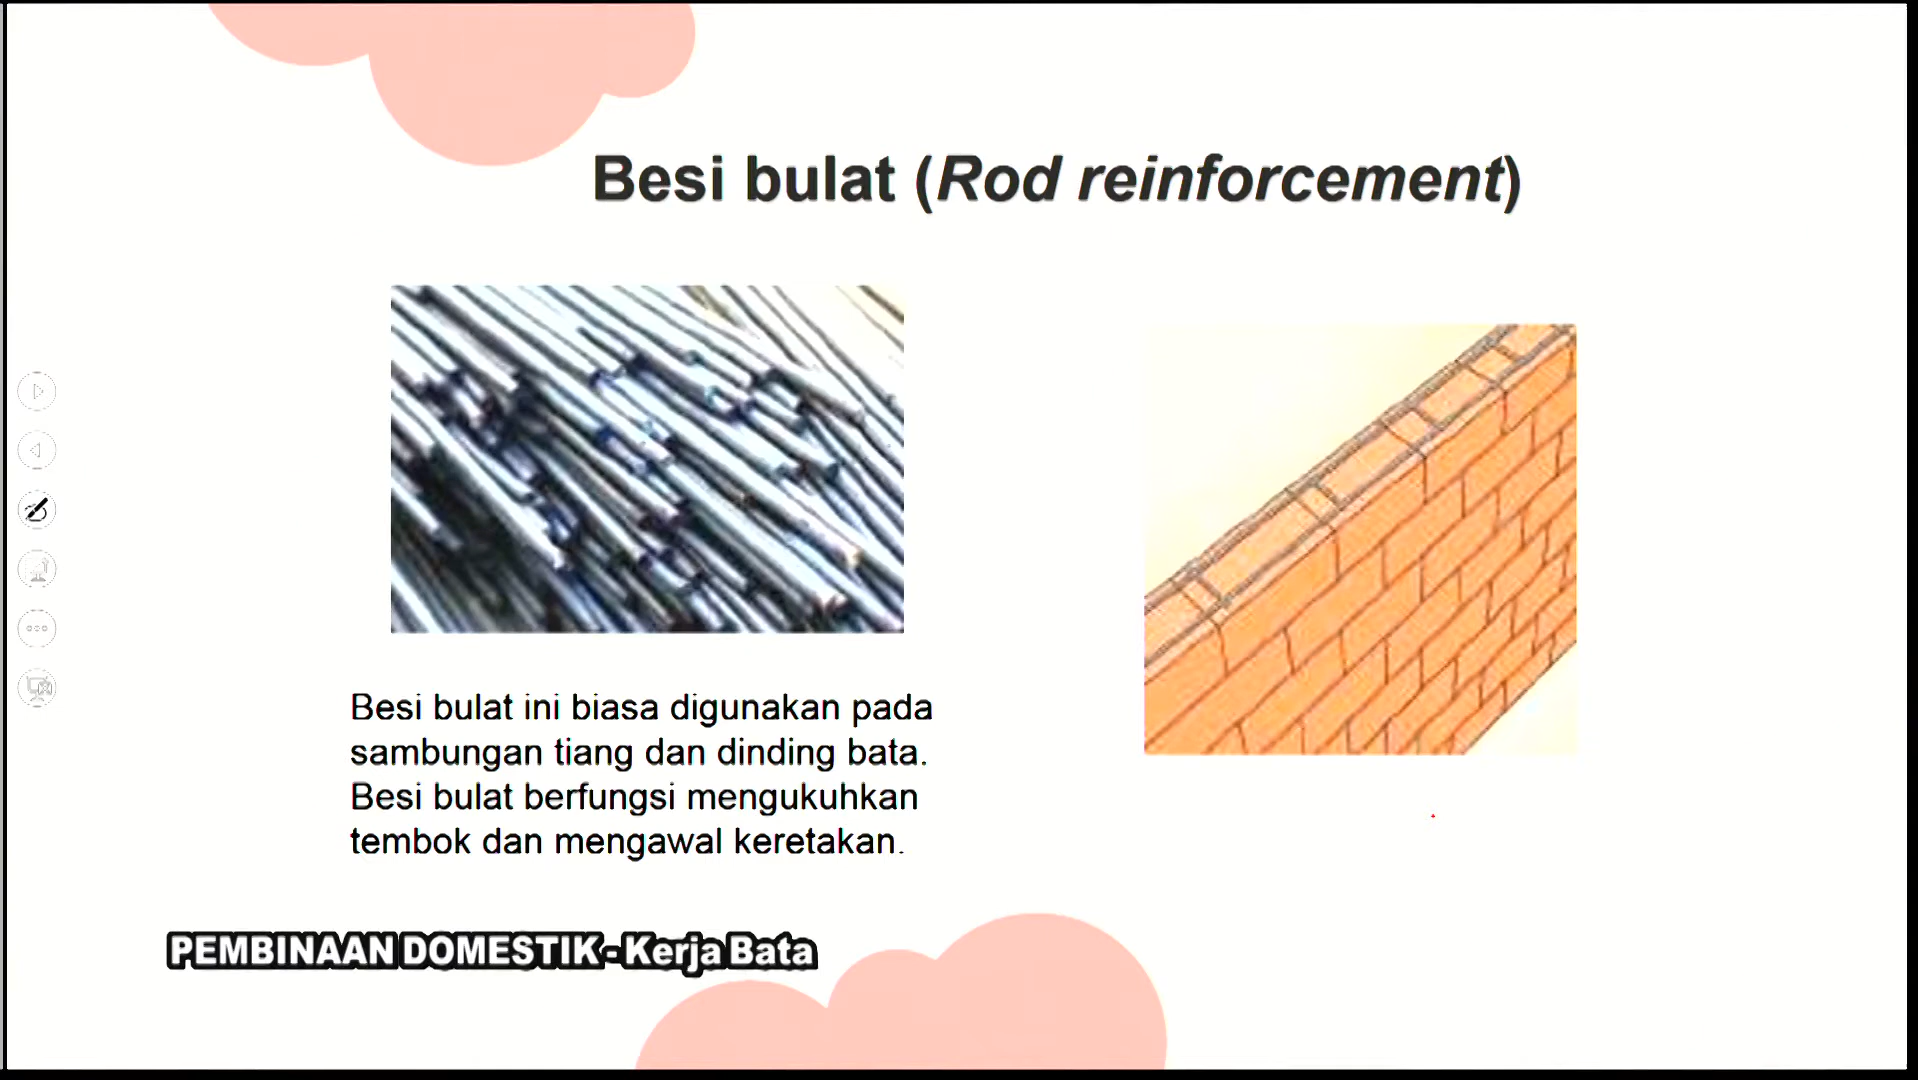 Besi bulat (Rod reinforcement)
Besi bulat ini biasa digunakan pada
sambungan tiang dan dinding bata.
Besi bulat berfungsi mengukuhkan
tembok dan mengawal keretakan.
PEMBINAAN DOMESTIK - Kerja Bata